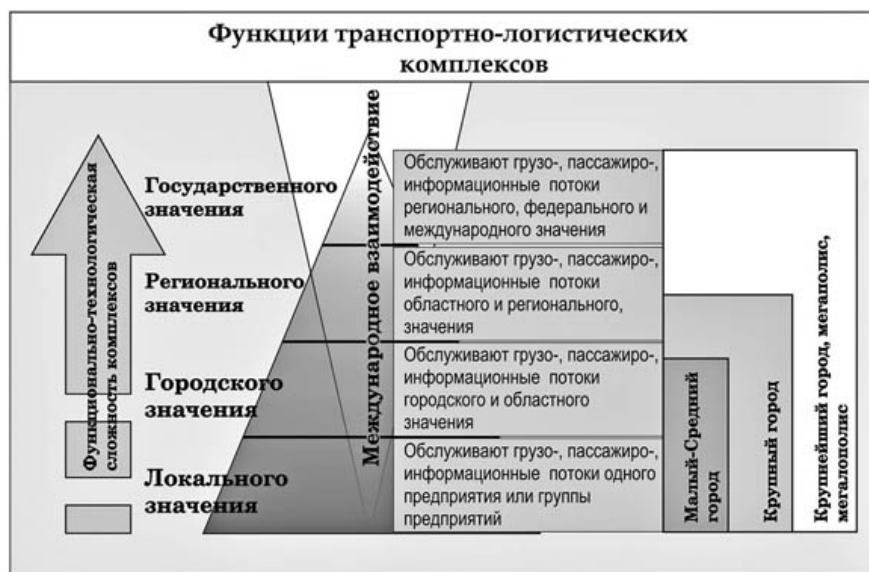 Функции транспортно-логистических
комплексов
Функционально-технологическая
сложность комплексов
Государственного
значения
Регионального
значения
Городского
значения
Локального
значения
Международное взаимодействие
Обслуживают грузо-, пассажиро-,
информационные потоки
регионального, федерального и
международного значения
Обслуживают грузо-, пассажиро-,
информационные потоки
областного и регионального,
значения
Обслуживают грузо-, пассажиро-,
информационные потоки
городского и областного
значения
Обслуживают грузо-, пассажиро-,
информационные потоки одного
предприятия или группы
предприятий
Малый-Средний
город
Крупный город
Крупнейший город, мегаполис,
мегалополис